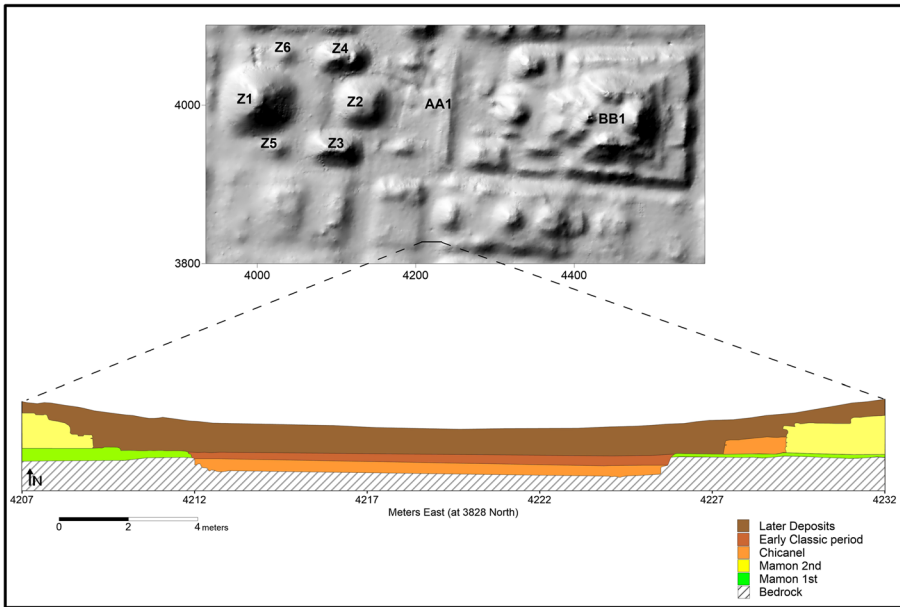 Z6
Z4
Z1
Z2
AA1
BB1
Z5
Z3
4000
3800
4000
4200
4400
N
4207
4212
4217
4222
4227
4232
Meters East (at 3828 North)
0
2
4
meters
Later Deposits
Early Classic period
Chicanel
Mamon 2nd
Mamon 1st
Bedrock